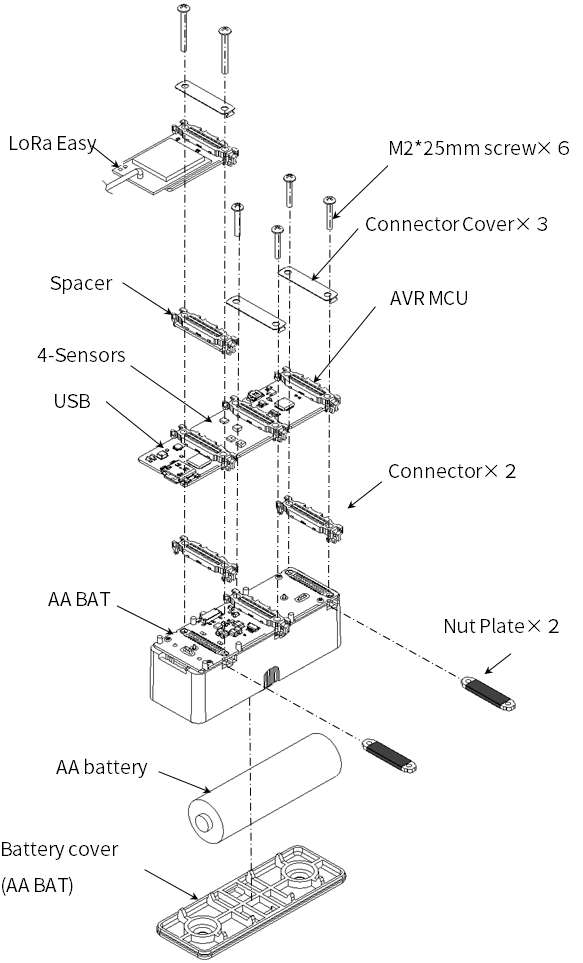 LoRa Easy
M2*25mm screw× 6
Connector Cover× 3
Spacer
AVR MCU
4-Sensors
USB
Connector× 2
AA BAT
Nut Plate× 2
AA battery
Battery cover
(AA BAT)